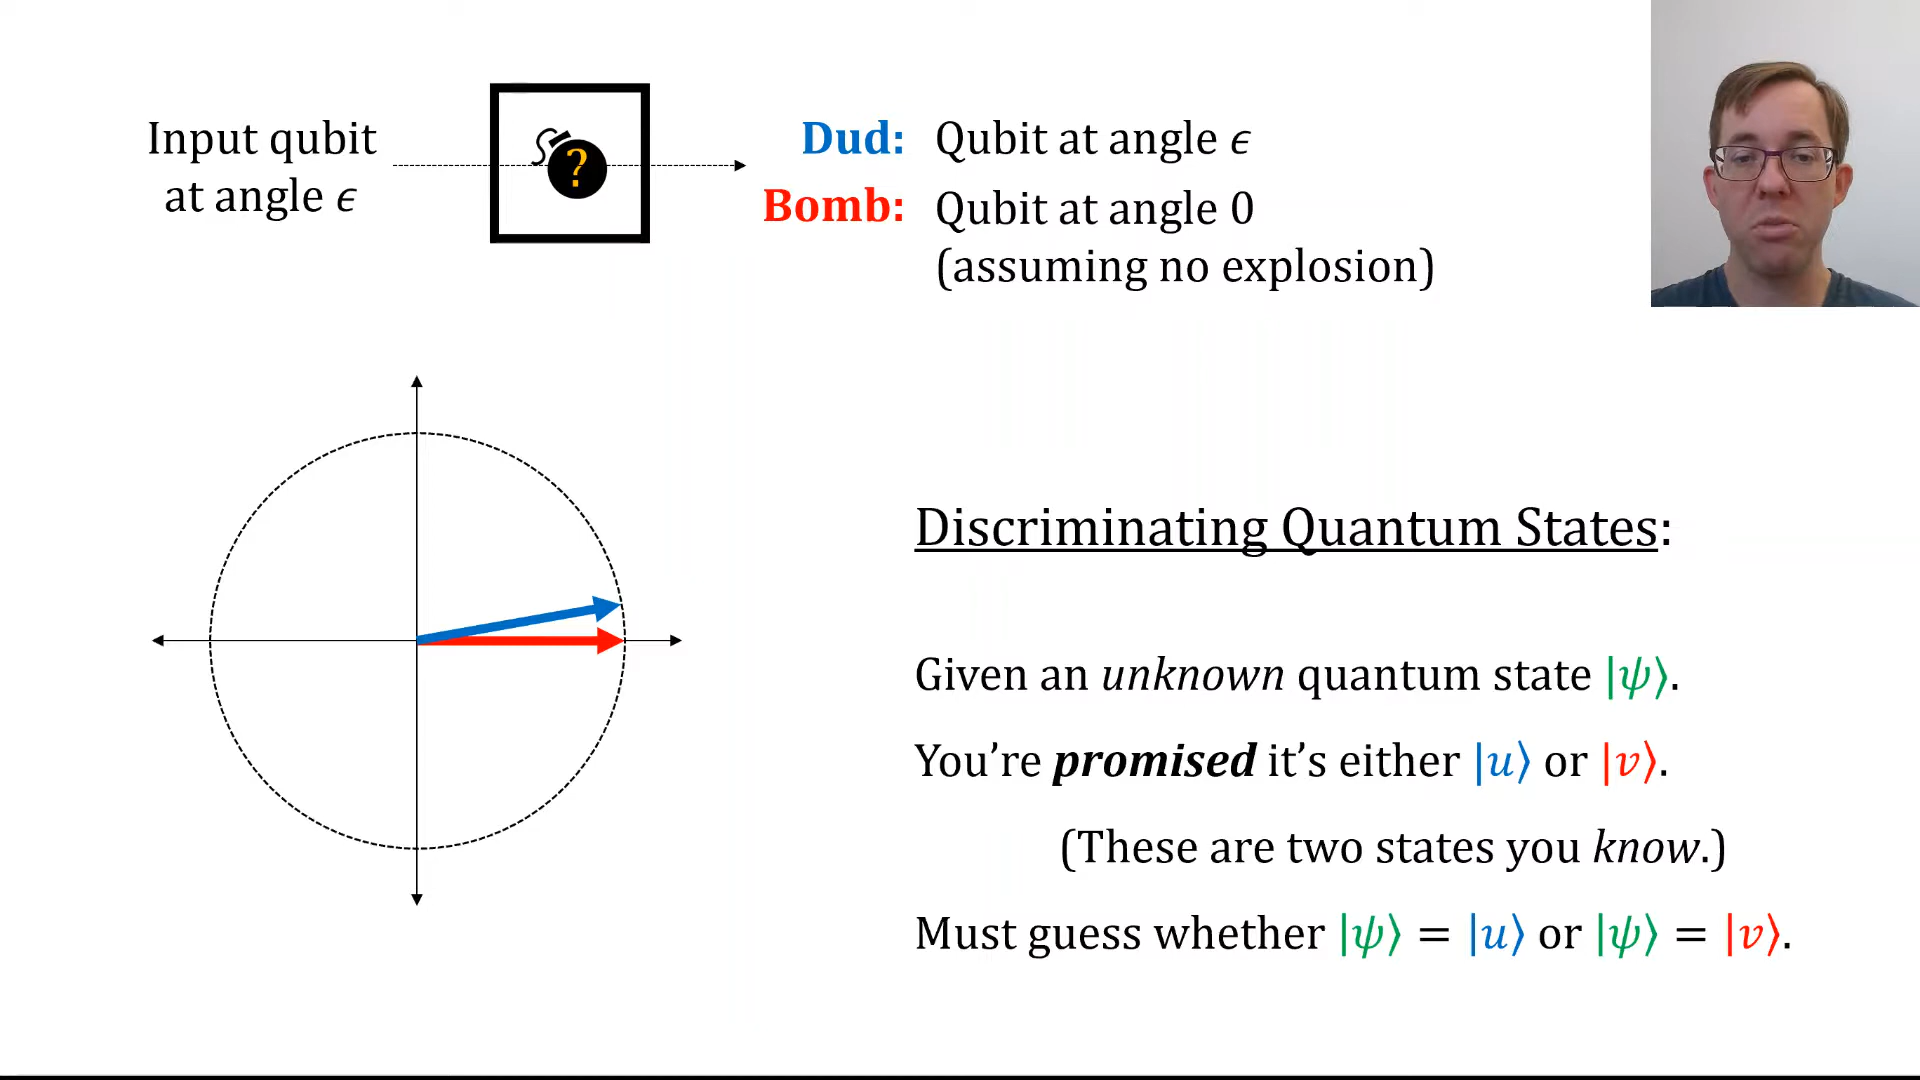 Input qubit
at angle ϵ
?
Dud: Qubit at angle ϵ
Bomb: Qubit at angle 0
(assuming no explosion)
Discriminating Quantum States:
Given an unknown quantum state |ψ⟩.
You’re promised it’s either |u⟩ or |v⟩.
(These are two states you know.)
Must guess whether |ψ⟩ = |u⟩ or |ψ⟩ = |v⟩.